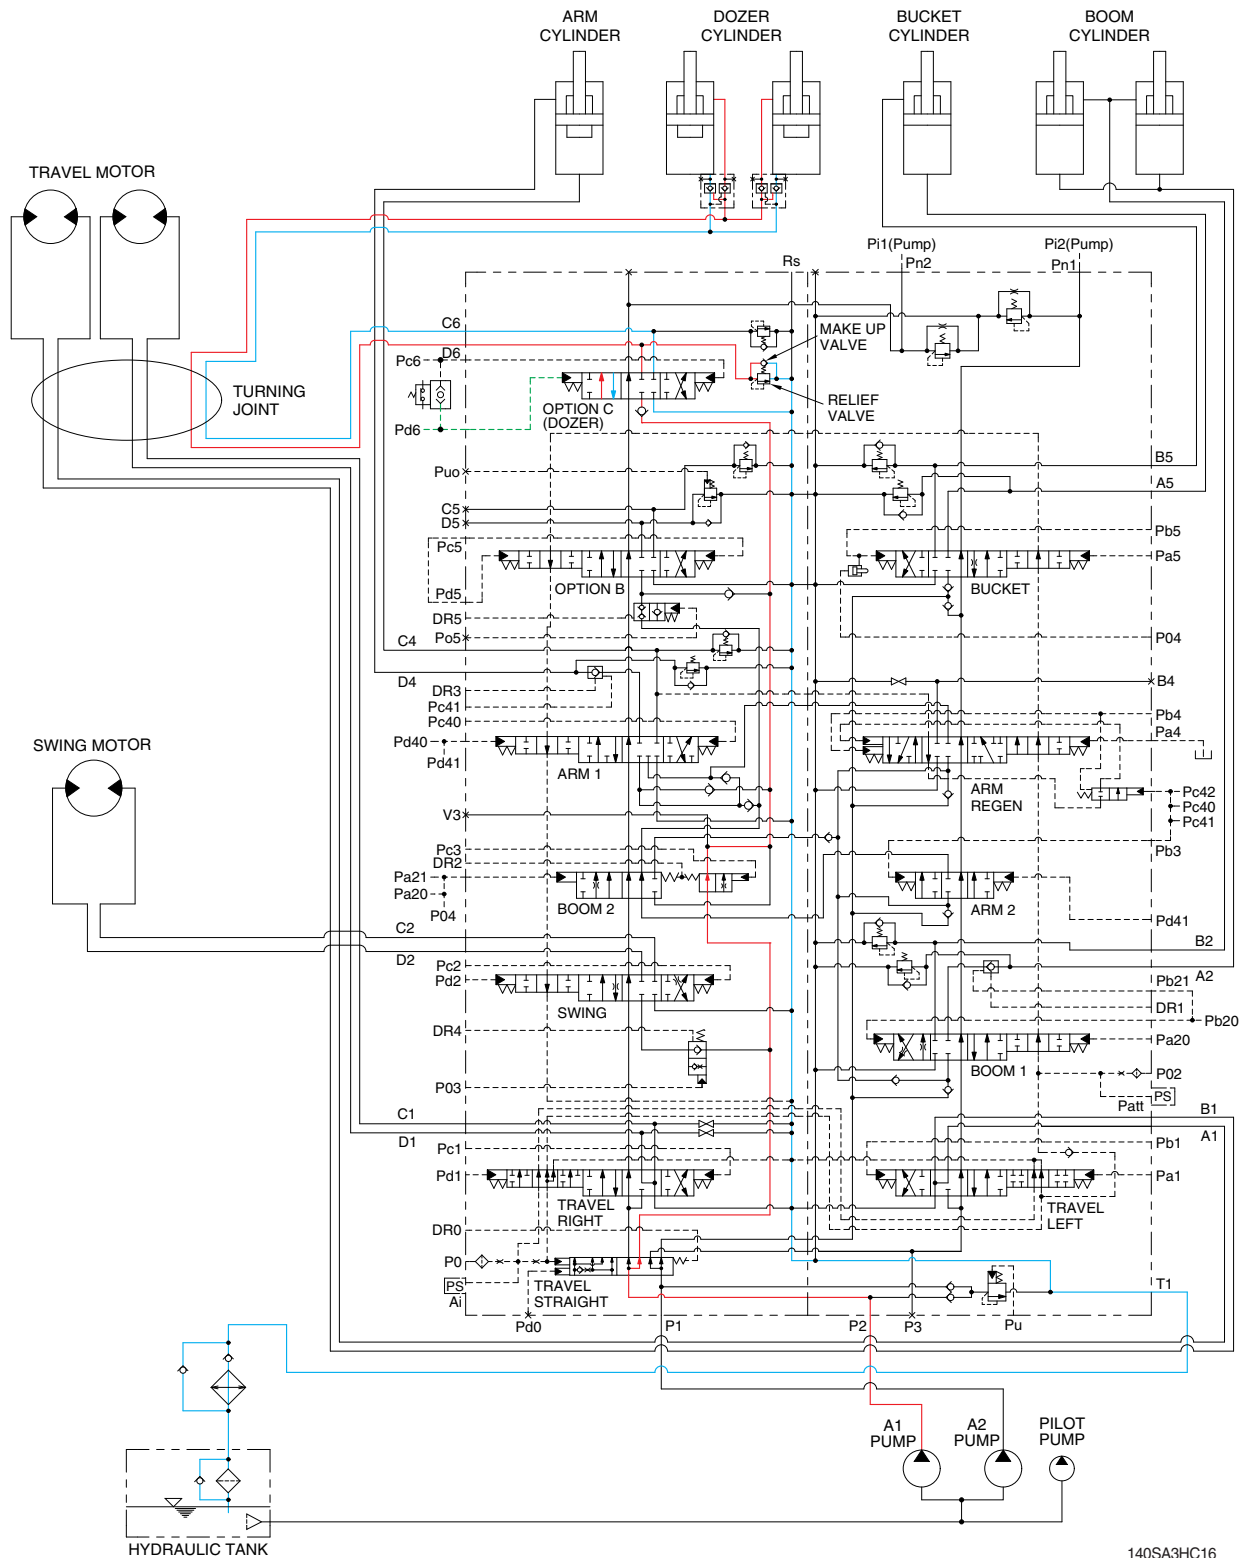 ARM
CYLINDER
DOZER
CYLINDER
BUCKET
CYLINDER
BOOM
CYLINDER
TRAVEL MOTOR
TURNING
JOINT
Rs
Pi1(Pump)
Pn2
Pi2(Pump)
Pn1
C6
D6
Pc6
Pd6
MAKE UP
VALVE
RELIEF
VALVE
OPTION C
(DOZER)
Puo
C5
D5
B5
A5
Pc5
Pd5
OPTION B
BUCKET
Pb5
Pa5
DR5
Po5
P04
C4
D4
DR3
Pc41
Pc40
Pd40
Pd41
ARM 1
B4
Pb4
Pa4
ARM
REGEN
Pc42
Pc40
Pc41
SWING MOTOR
V3
Pc3
DR2
Pa21
Pa20
P04
BOOM 2
Pb3
ARM 2
Pd41
C2
D2
Pc2
Pd2
SWING
B2
A2
Pb21
DR1
Pb20
Pa20
BOOM 1
DR4
P03
P02
PS
Patt
C1
D1
Pc1
Pd1
TRAVEL
RIGHT
B1
A1
Pb1
Pa1
TRAVEL
LEFT
DR0
P0
PS
Ai
TRAVEL
STRAIGHT
T1
Pd0
P1
P2
P3
Pu
A1
PUMP
A2
PUMP
PILOT
PUMP
HYDRAULIC TANK
140SA3HC16